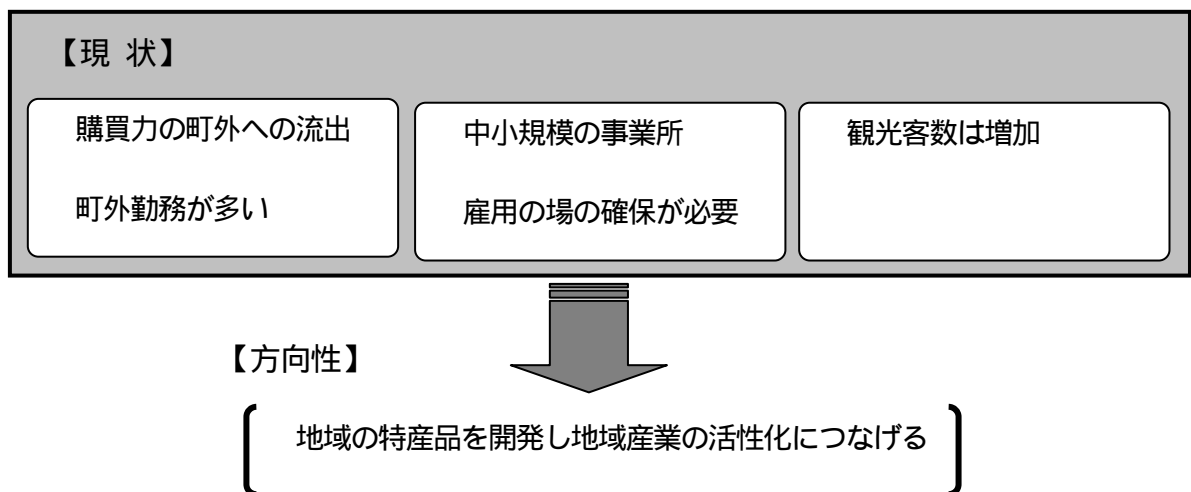 【現 状】
購買力の町外への流出
町外勤務が多い
中小規模の事業所
雇用の場の確保が必要
観光客数は増加
【方向性】
地域の特産品を開発し地域産業の活性化につなげる